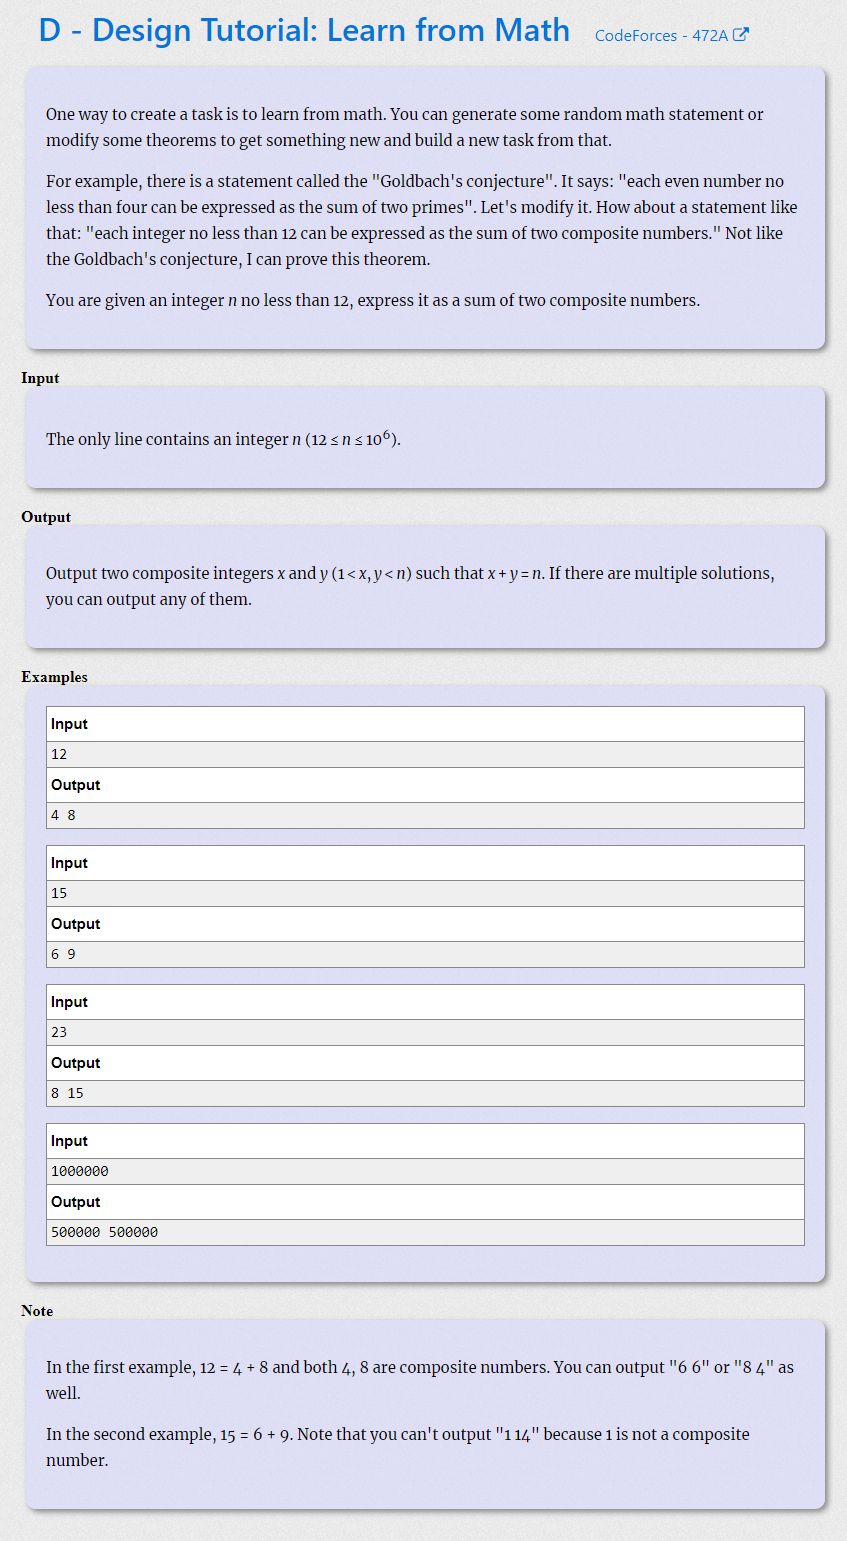 D - Design Tutorial: Learn from Math CodeForces - 472A
One way to create a task is to learn from math. You can generate some random math statement or
modify some theorems to get something new and build a new task from that.
For example, there is a statement called the "Goldbach's conjecture". It says: "each even number no
less than four can be expressed as the sum of two primes". Let's modify it. How about a statement like
that: "each integer no less than 12 can be expressed as the sum of two composite numbers." Not like
the Goldbach's conjecture, I can prove this theorem.
You are given an integer n no less than 12, express it as a sum of two composite numbers.
Input
The only line contains an integer n (12 ≤ n ≤ 10⁶).
Output
Output two composite integers x and y (1 < x, y < n) such that x + y = n. If there are multiple solutions,
you can output any of them.
Examples
Input
12
Output
4 8
Input
15
Output
6 9
Input
23
Output
8 15
Input
1000000
Output
500000 500000
Note
In the first example, 12 = 4 + 8 and both 4, 8 are composite numbers. You can output "6 6" or "8 4" as
well.
In the second example, 15 = 6 + 9. Note that you can't output "1 14" because 1 is not a composite
number.